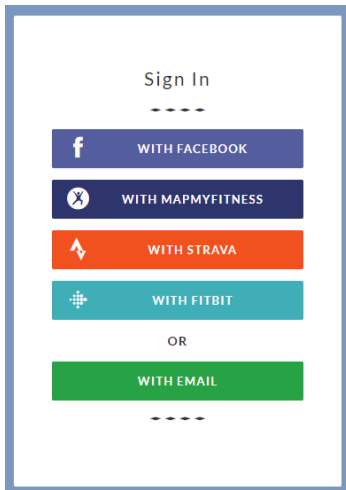 Sign In
WITH FACEBOOK
WITH MAPMYFITNESS
WITH STRAVA
WITH FITBIT
OR
WITH EMAIL